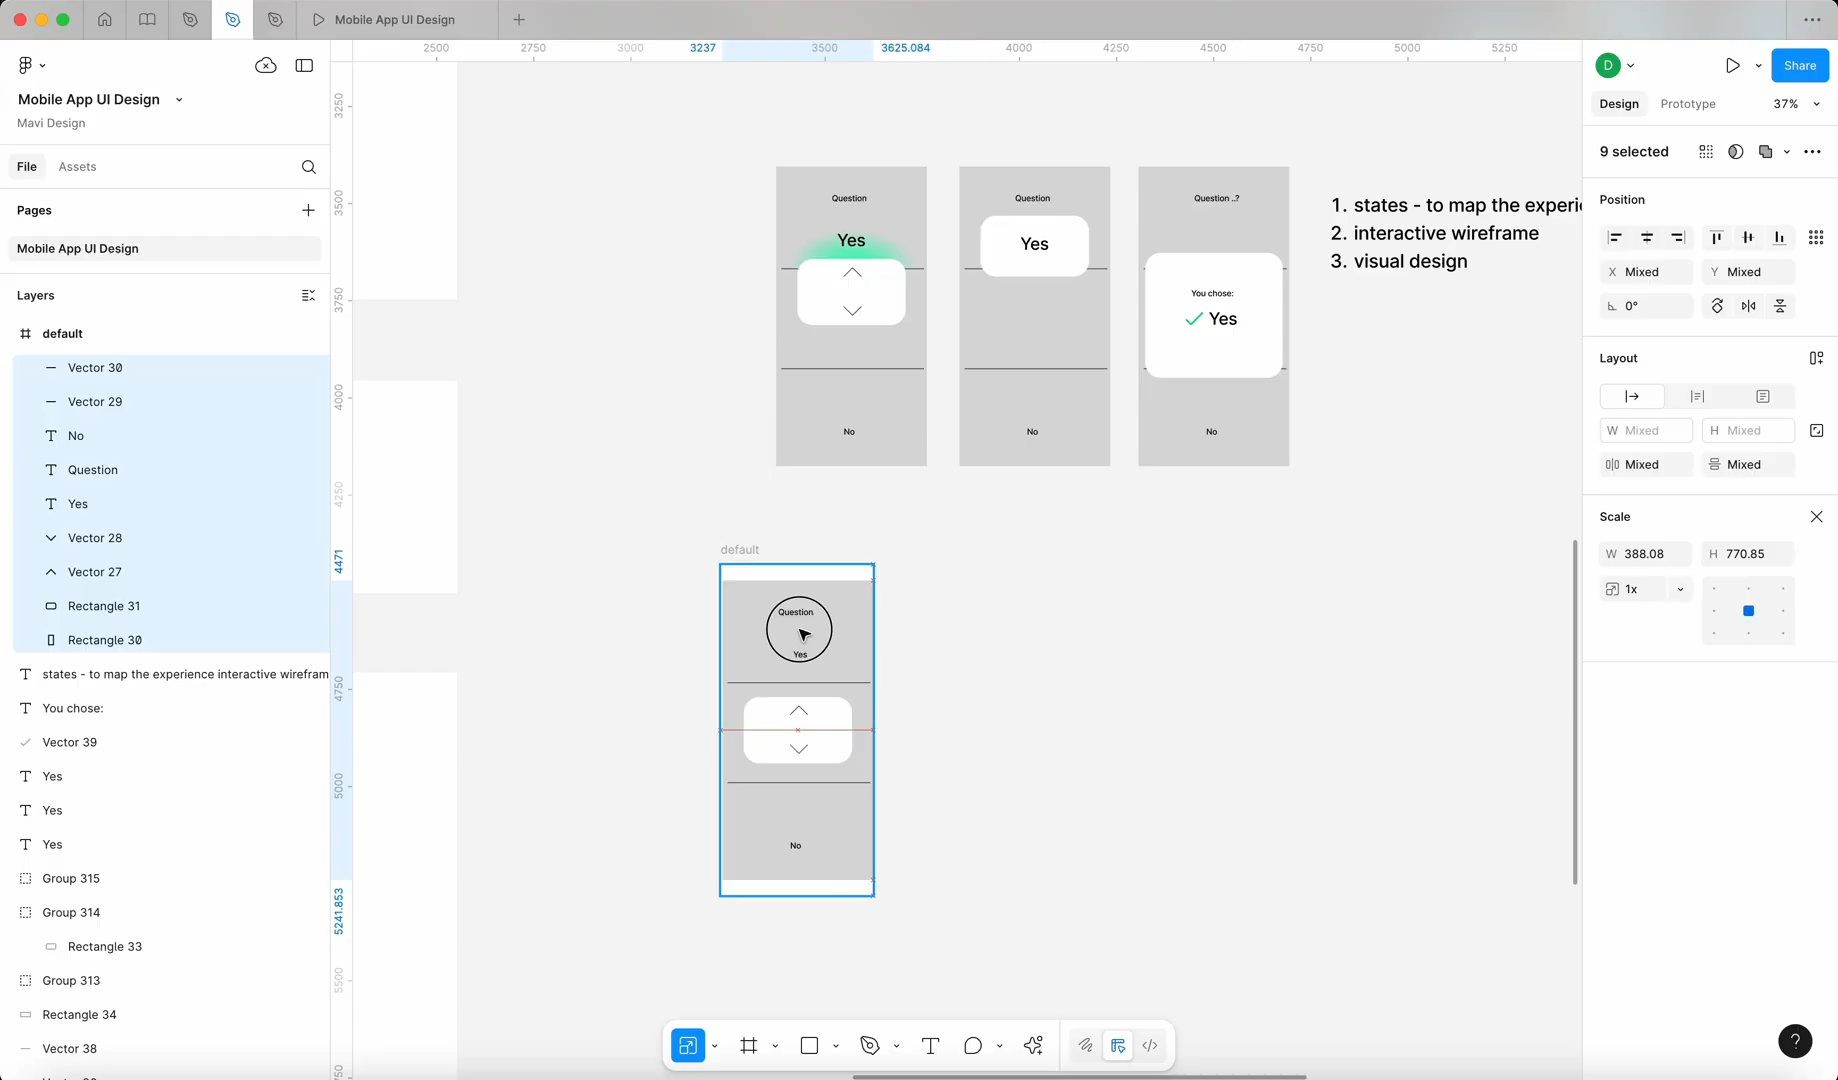 Mobile App UI Design
2500
2750
3000
3237
3500
3625.084
4000
4250
4500
4750
5000
5250
D
Share
Mobile App UI Design
Mavi Design
Design
Prototype
37%
File
Assets
9 selected
Pages
Mobile App UI Design
Position
X Mixed
Y Mixed
0°
Layers
default
Vector 30
Vector 29
No
Question
Yes
Vector 28
Vector 27
Rectangle 31
Rectangle 30
states - to map the experience interactive wirefram
You chose:
Vector 39
Yes
Yes
Yes
Group 315
Group 314
Rectangle 33
Group 313
Rectangle 34
Vector 38
3250
3500
3750
4000
4250
4471
4750
5000
5241.853
5500
Question
Yes
No
Question
Yes
No
Question ..?
You chose:
Yes
No
1. states - to map the experie
2. interactive wireframe
3. visual design
default
Question
Yes
No
Layout
W Mixed
H Mixed
Mixed
Mixed
Scale
W 388.08
H 770.85
1x
?